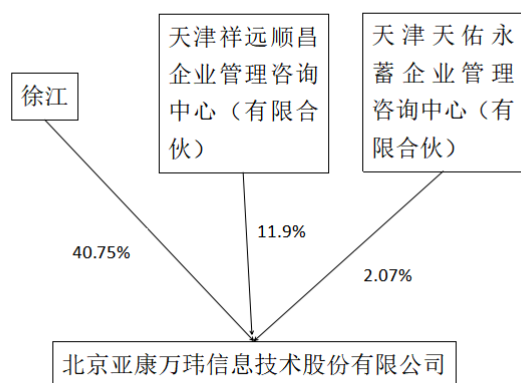 徐江
天津祥远顺昌
企业管理咨询
中心（有限合
伙）
天津天佑永
蓄企业管理
咨询中心（有
限合伙）
40.75%
11.9%
2.07%
北京亚康万玮信息技术股份有限公司